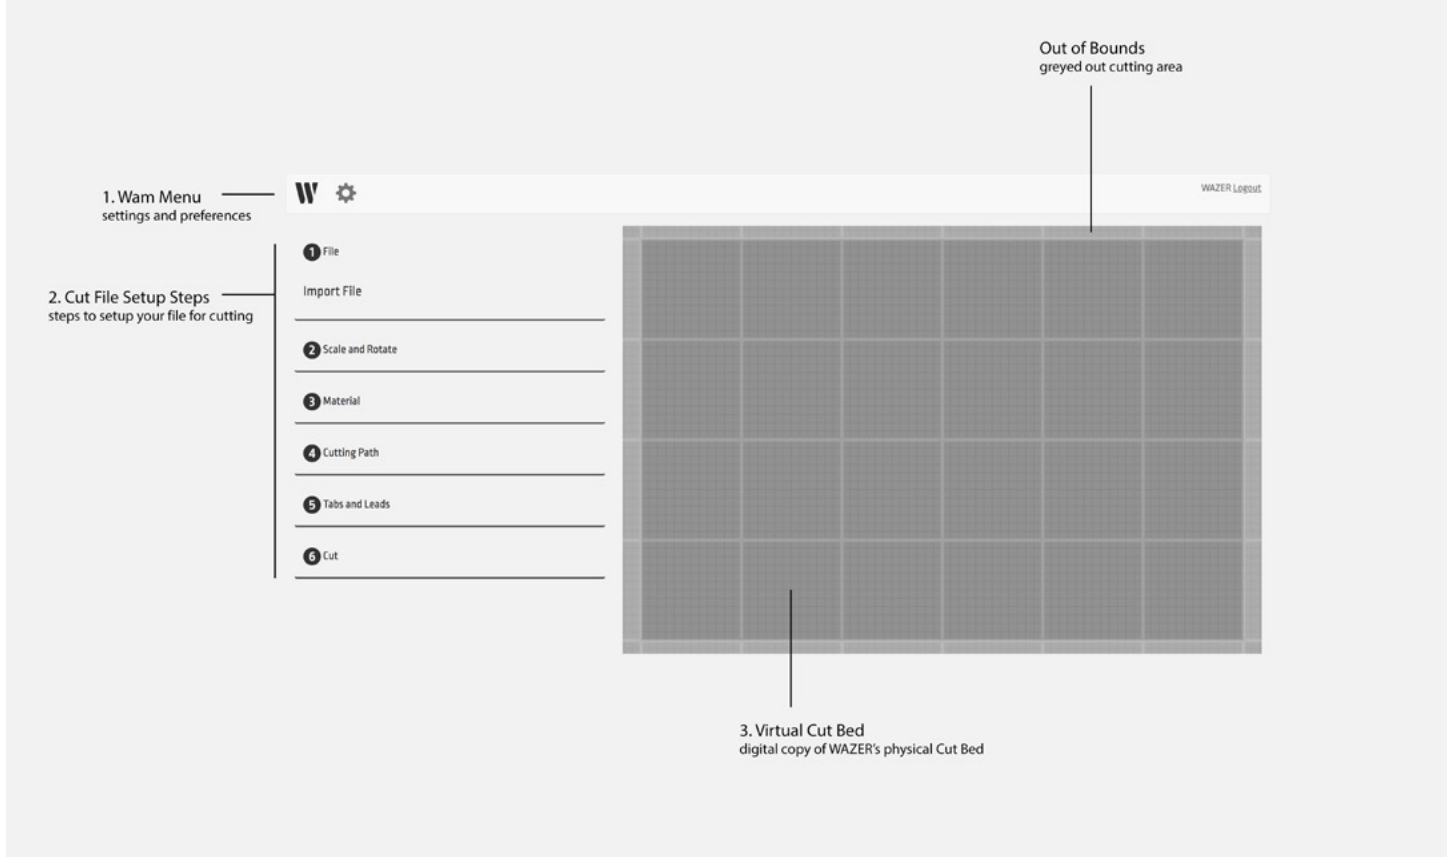 Out of Bounds
greyed out cutting area
1. Wam Menu
settings and preferences
W
WAZER Logout
1 File
Import File
2. Cut File Setup Steps
steps to setup your file for cutting
2 Scale and Rotate
3 Material
4 Cutting Path
5 Tabs and Leads
6 Cut
3. Virtual Cut Bed
digital copy of WAZER's physical Cut Bed